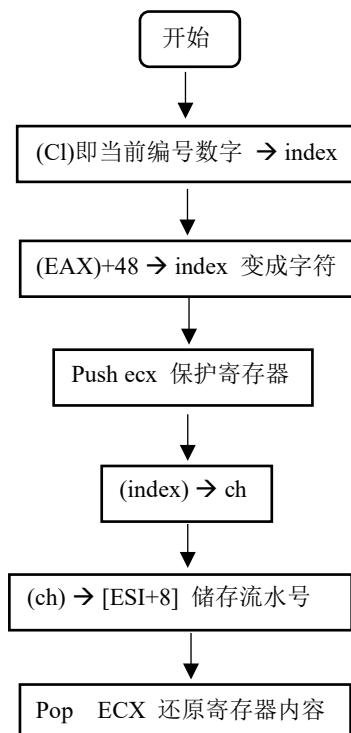 开始
(Cl)即当前编号数字 → index
(EAX)+48 → index 变成字符
Push ecx 保护寄存器
(index) → ch
(ch) → [ESI+8] 储存流水号
Pop ECX 还原寄存器内容